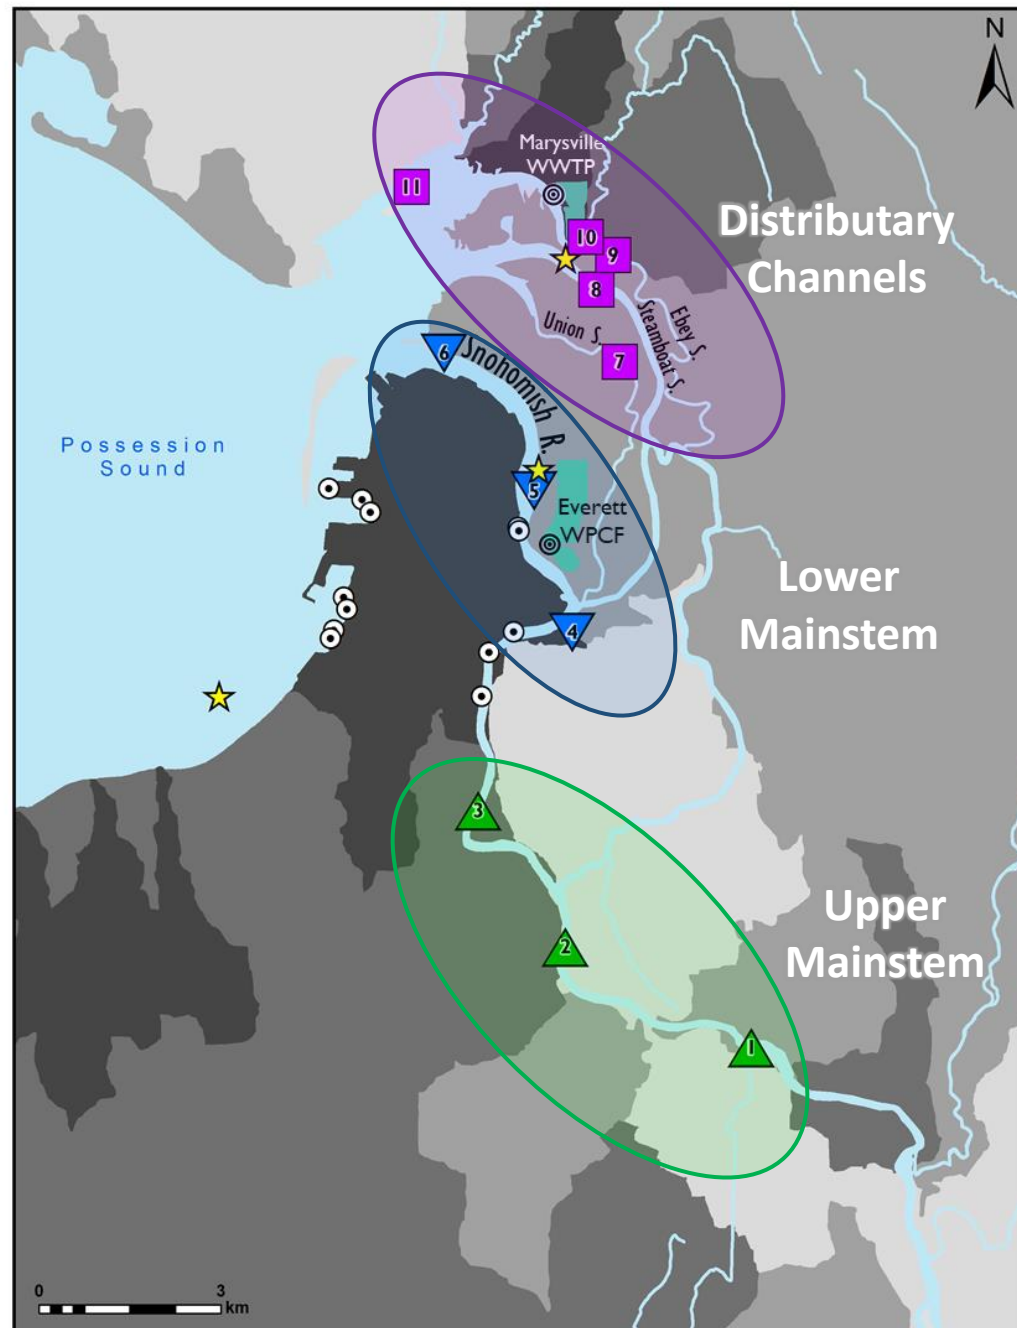 N
Marysville
WWTP
11
10
9
8
Distributary
Channels
Ebey S.
Steamboat S.
Union S.
7
6
Snohomish R.
Possession
Sound
5
Everett
WPCF
Lower
Mainstem
4
3
Upper
Mainstem
2
1
0 3
km